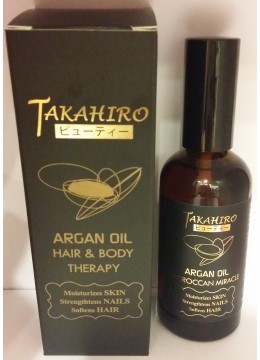 TAKAHIRO
ビューティー
ARGAN OIL
HAIR & BODY
THERAPY
Moisturizes SKIN
Strengthens NAILS
Softens HAIR
TAKAHIRO
ビューティー
ARGAN OIL
ROCCAN MIRACLE
Moisturizes SKIN
Strengthens NAILS
Softens HAIR